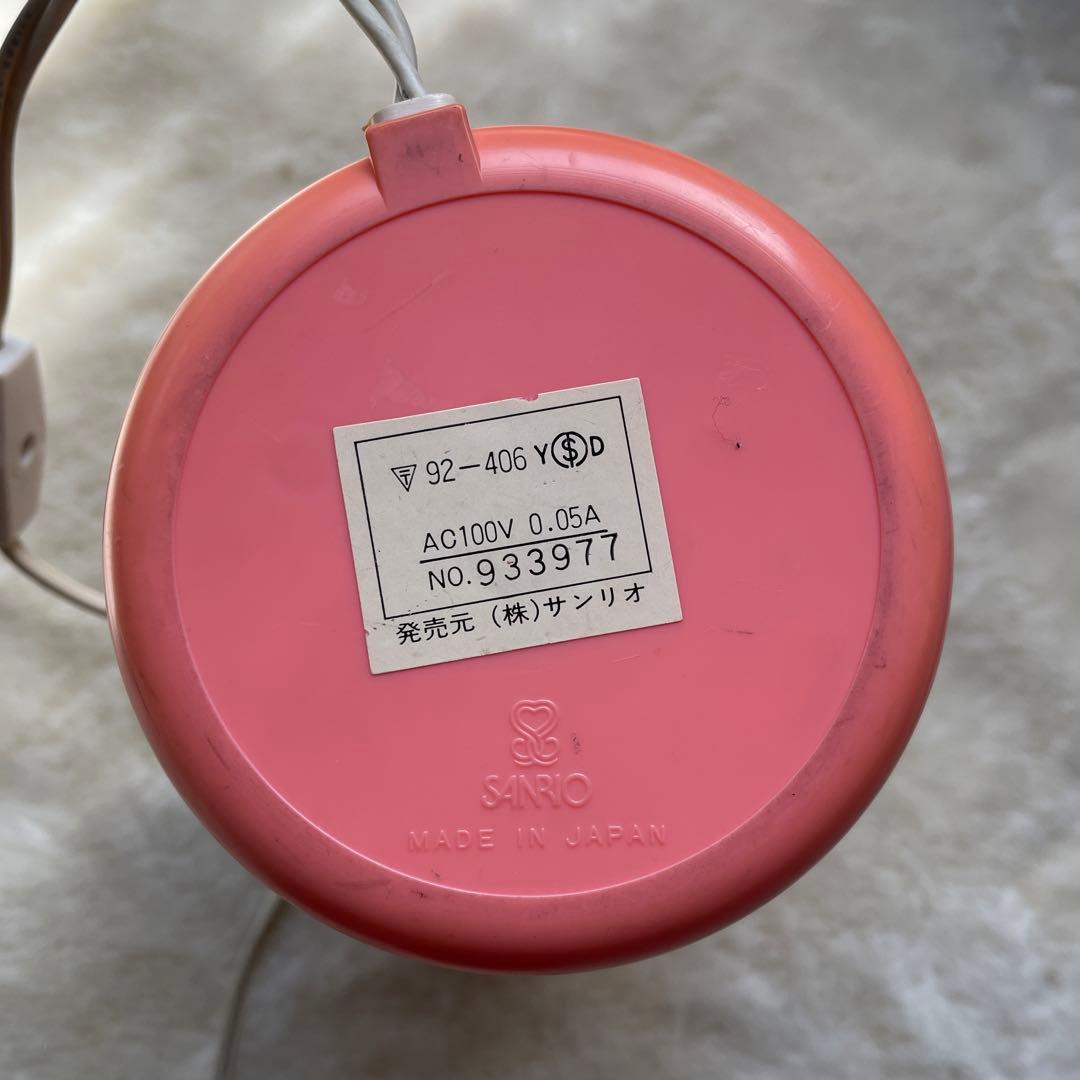 〒 92-406 Y S D
AC100V 0.05A
NO. 933977
発売元 (株)サンリオ
SANRIO
MADE IN JAPAN